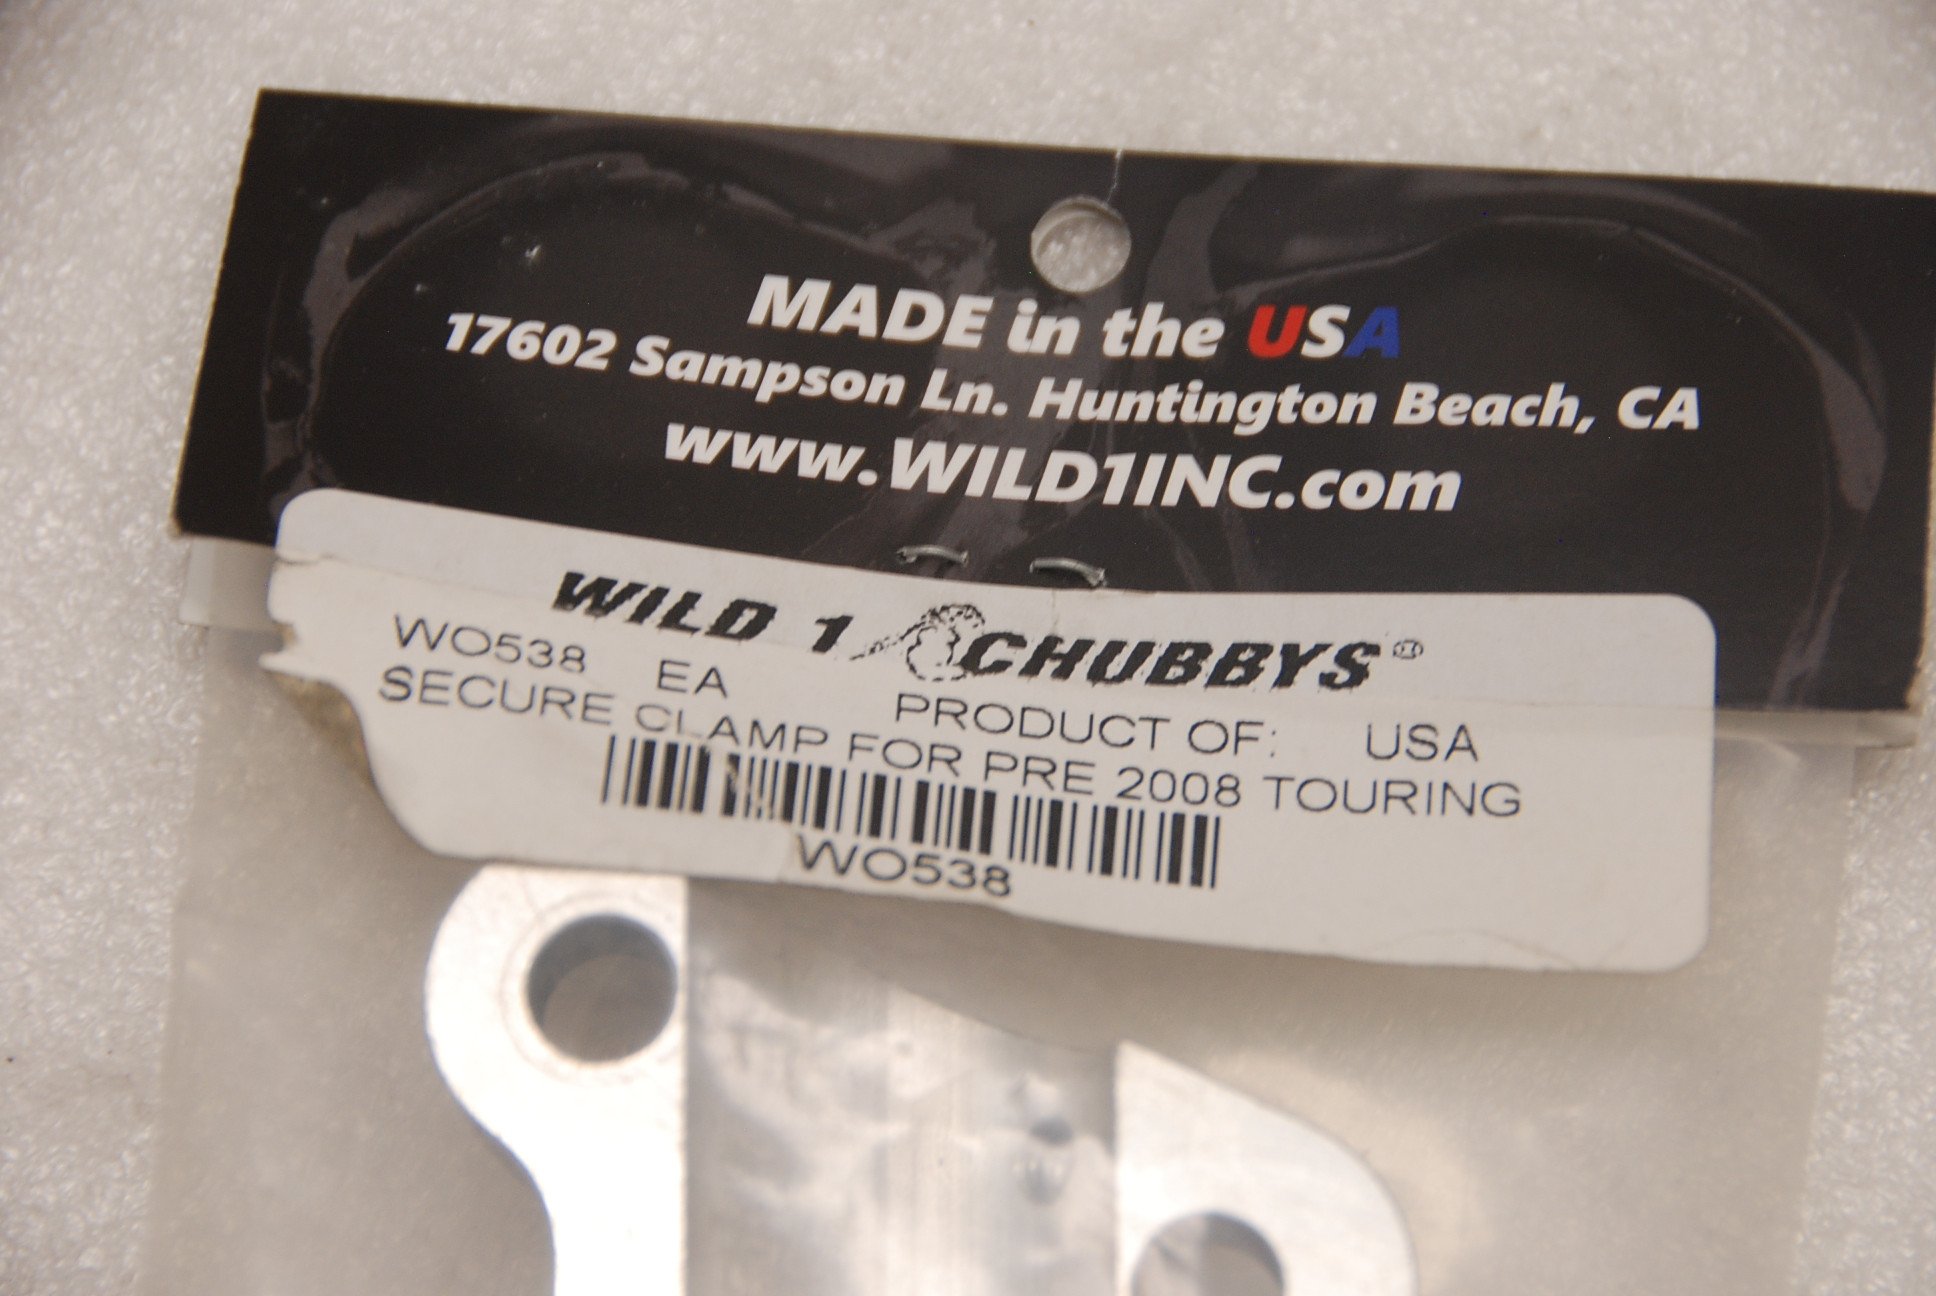 MADE in the USA
17602 Sampson Ln. Huntington Beach, CA
www.WILD1INC.com
WILD 1 CHUBBYS®
WO538 EA PRODUCT OF: USA
SECURE CLAMP FOR PRE 2008 TOURING
WO538